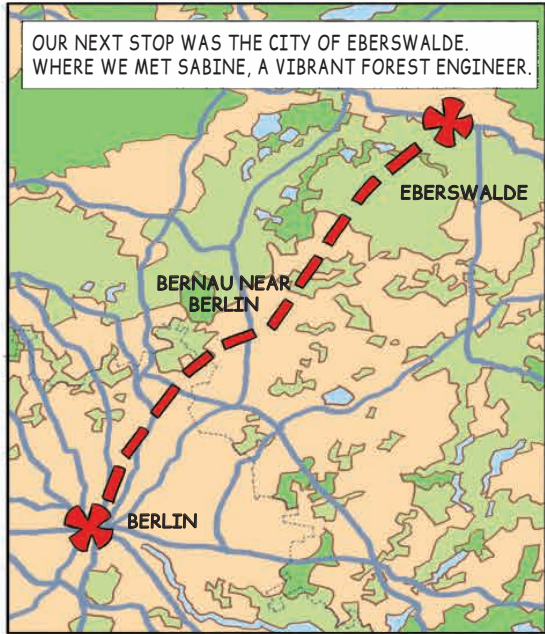 OUR NEXT STOP WAS THE CITY OF EBERSWALDE.
WHERE WE MET SABINE, A VIBRANT FOREST ENGINEER.
EBERSWALDE
BERNAU NEAR
BERLIN
BERLIN